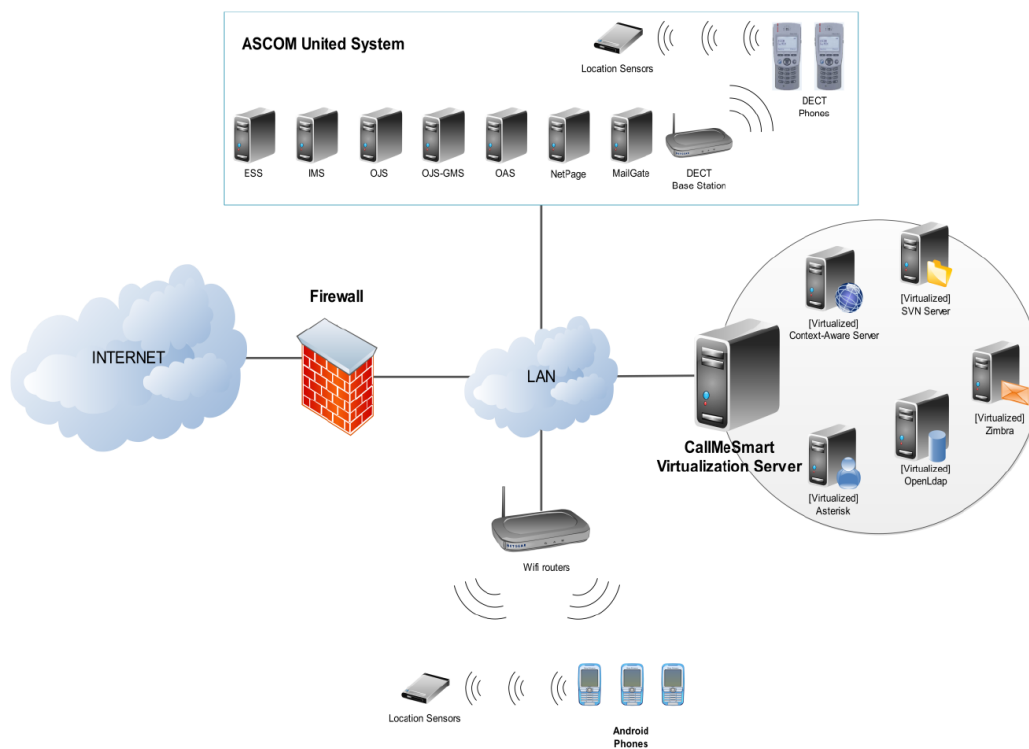 ASCOM United System
Location Sensors
DECT
Phones
ESS
IMS
OJS
OJS-GMS
OAS
NetPage
MailGate
DECT
Base Station
INTERNET
Firewall
LAN
CallMeSmart
Virtualization Server
[Virtualized]
Context-Aware Server
[Virtualized]
SVN Server
[Virtualized]
Zimbra
[Virtualized]
OpenLdap
[Virtualized]
Asterisk
NETGEAR
Wifi routers
Location Sensors
Android
Phones